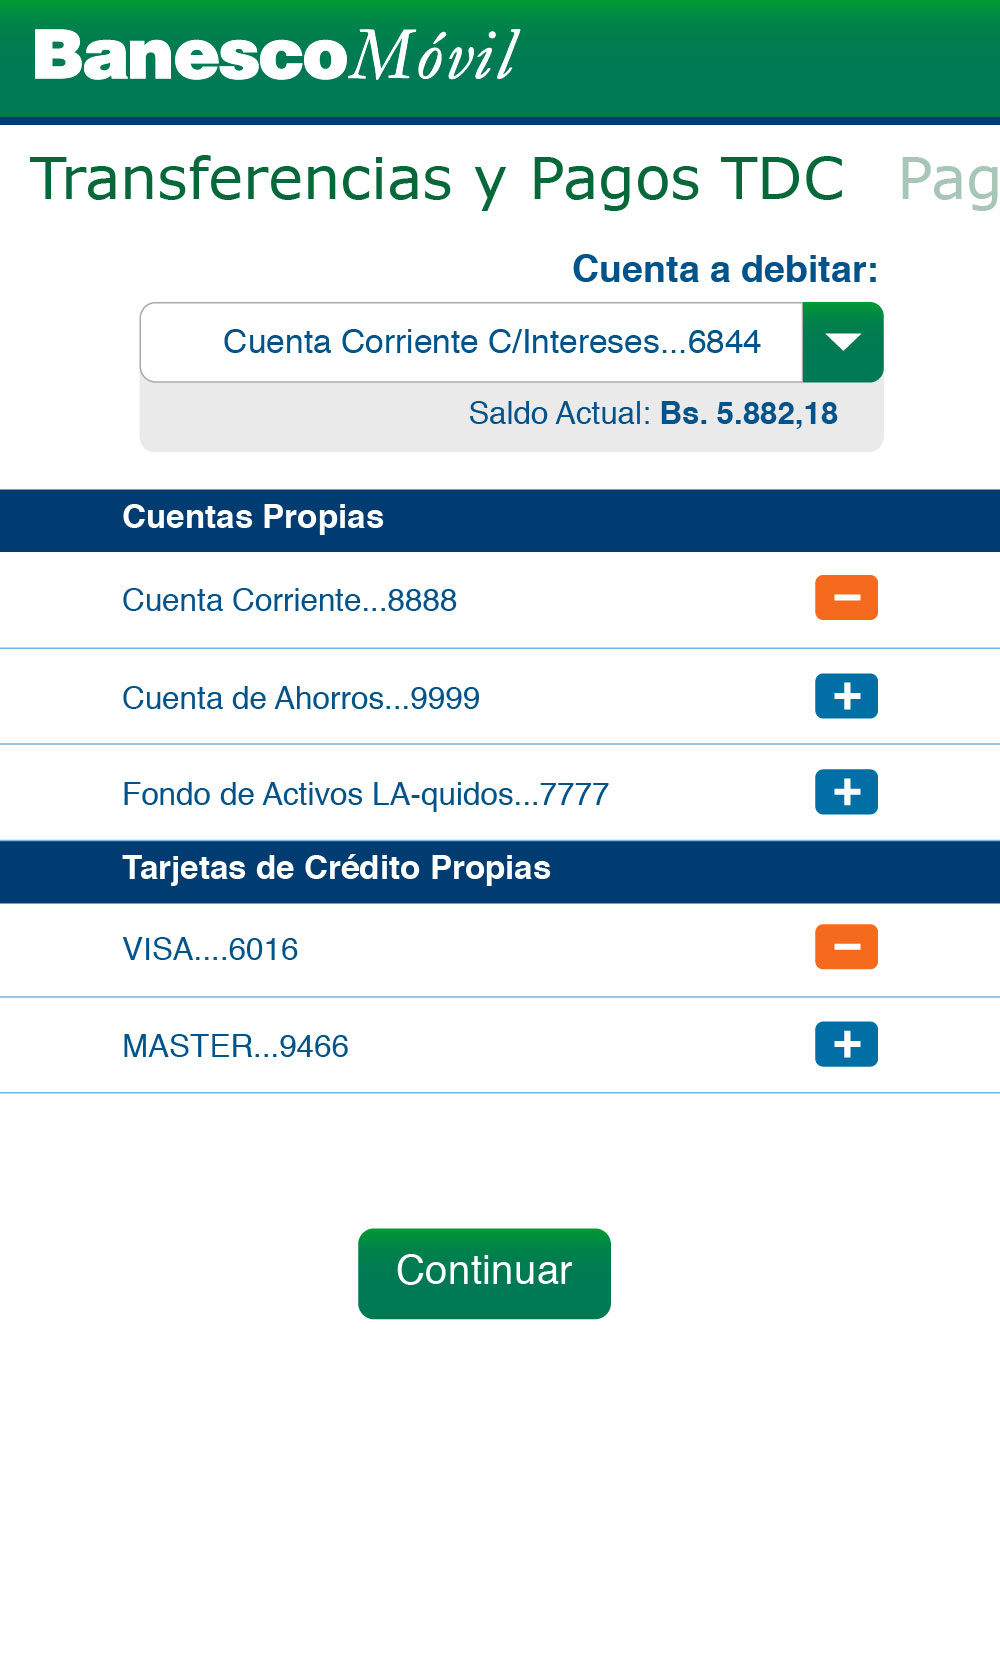 Banesco Móvil
Transferencias y Pagos TDC Pag
Cuenta a debitar:
Cuenta Corriente C/Intereses...6844
Saldo Actual: Bs. 5.882,18
Cuentas Propias
Cuenta Corriente...8888
Cuenta de Ahorros...9999
Fondo de Activos LA-quidos...7777
Tarjetas de Crédito Propias
VISA....6016
MASTER...9466
Continuar